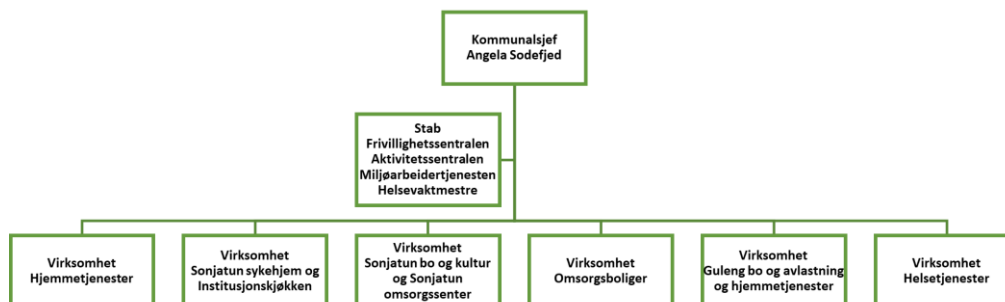 Kommunalsjef
Angela Sodefjed
Stab
Frivillighetssentralen
Aktivitetssentralen
Miljøarbeidertjenesten
Helsevaktmestre
Virksomhet
Hjemmetjenester
Virksomhet
Sonjatun sykehjem og
Institusjonskjøkken
Virksomhet
Sonjatun bo og kultur
og Sonjatun
omsorgssenter
Virksomhet
Omsorgsboliger
Virksomhet
Guleng bo og avlastning
og hjemmetjenester
Virksomhet
Helsetjenester